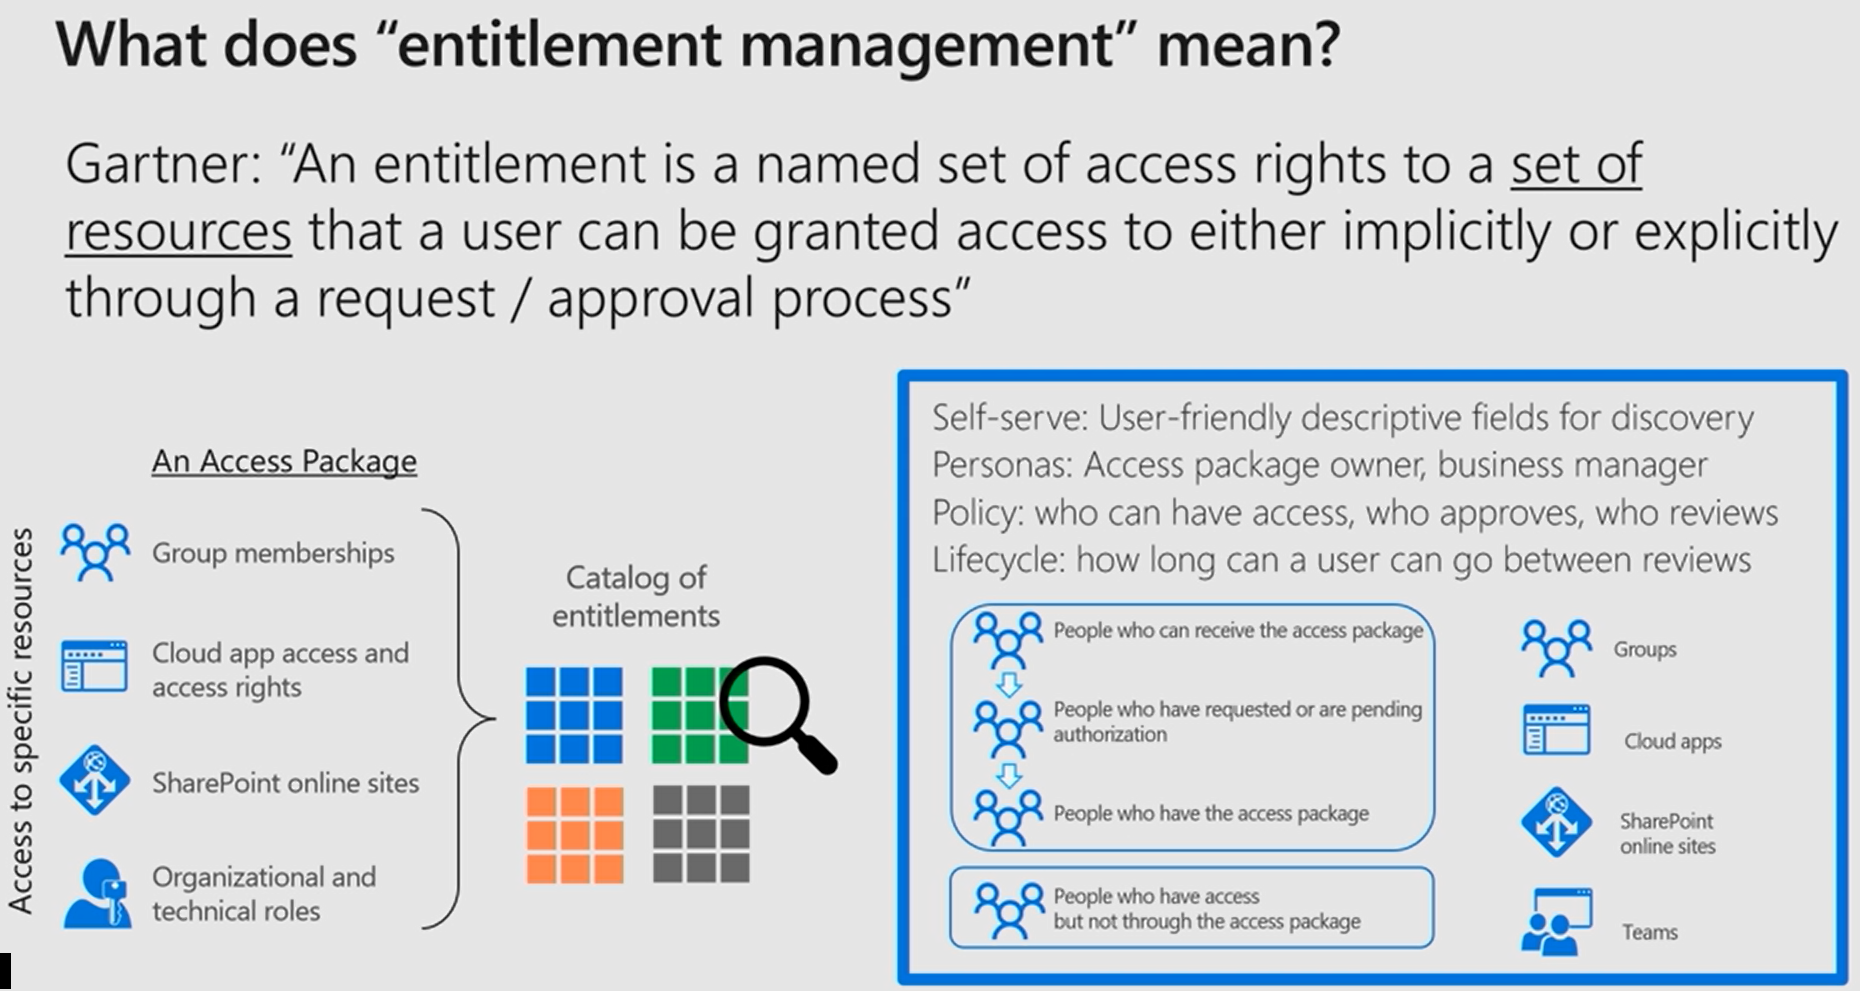 What does “entitlement management” mean?
Gartner: “An entitlement is a named set of access rights to a set of
resources that a user can be granted access to either implicitly or explicitly
through a request / approval process”
Access to specific resources
An Access Package
Group memberships
Cloud app access and
access rights
SharePoint online sites
Organizational and
technical roles
Catalog of
entitlements
Self-serve: User-friendly descriptive fields for discovery
Personas: Access package owner, business manager
Policy: who can have access, who approves, who reviews
Lifecycle: how long can a user can go between reviews
People who can receive the access package
People who have requested or are pending
authorization
People who have the access package
People who have access
but not through the access package
Groups
Cloud apps
SharePoint
online sites
Teams